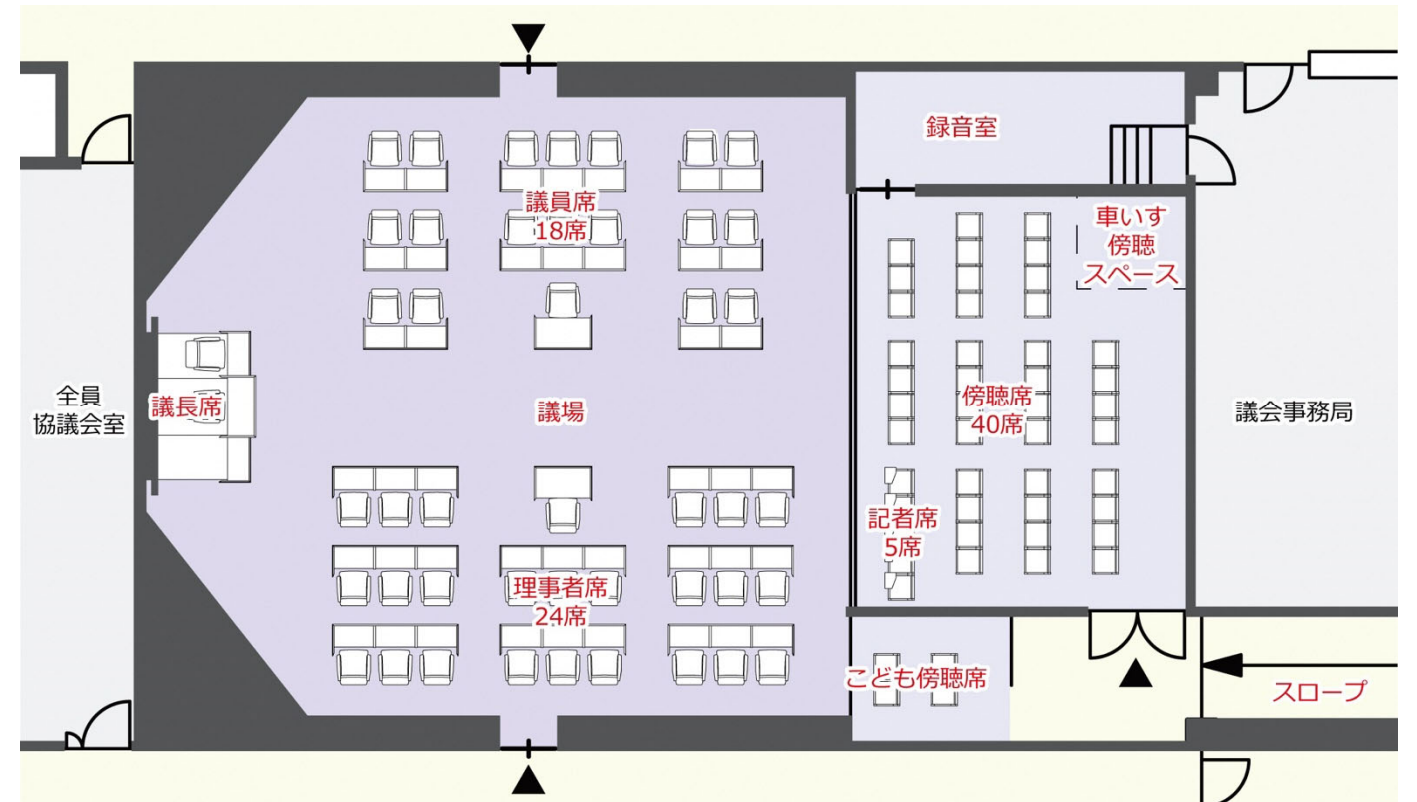 録音室
議員席
18席
車いす
傍聴
スペース
全員
協議会室
議長席
議場
傍聴席
40席
議会事務局
記者席
5席
理事者席
24席
こども傍聴席
スロープ